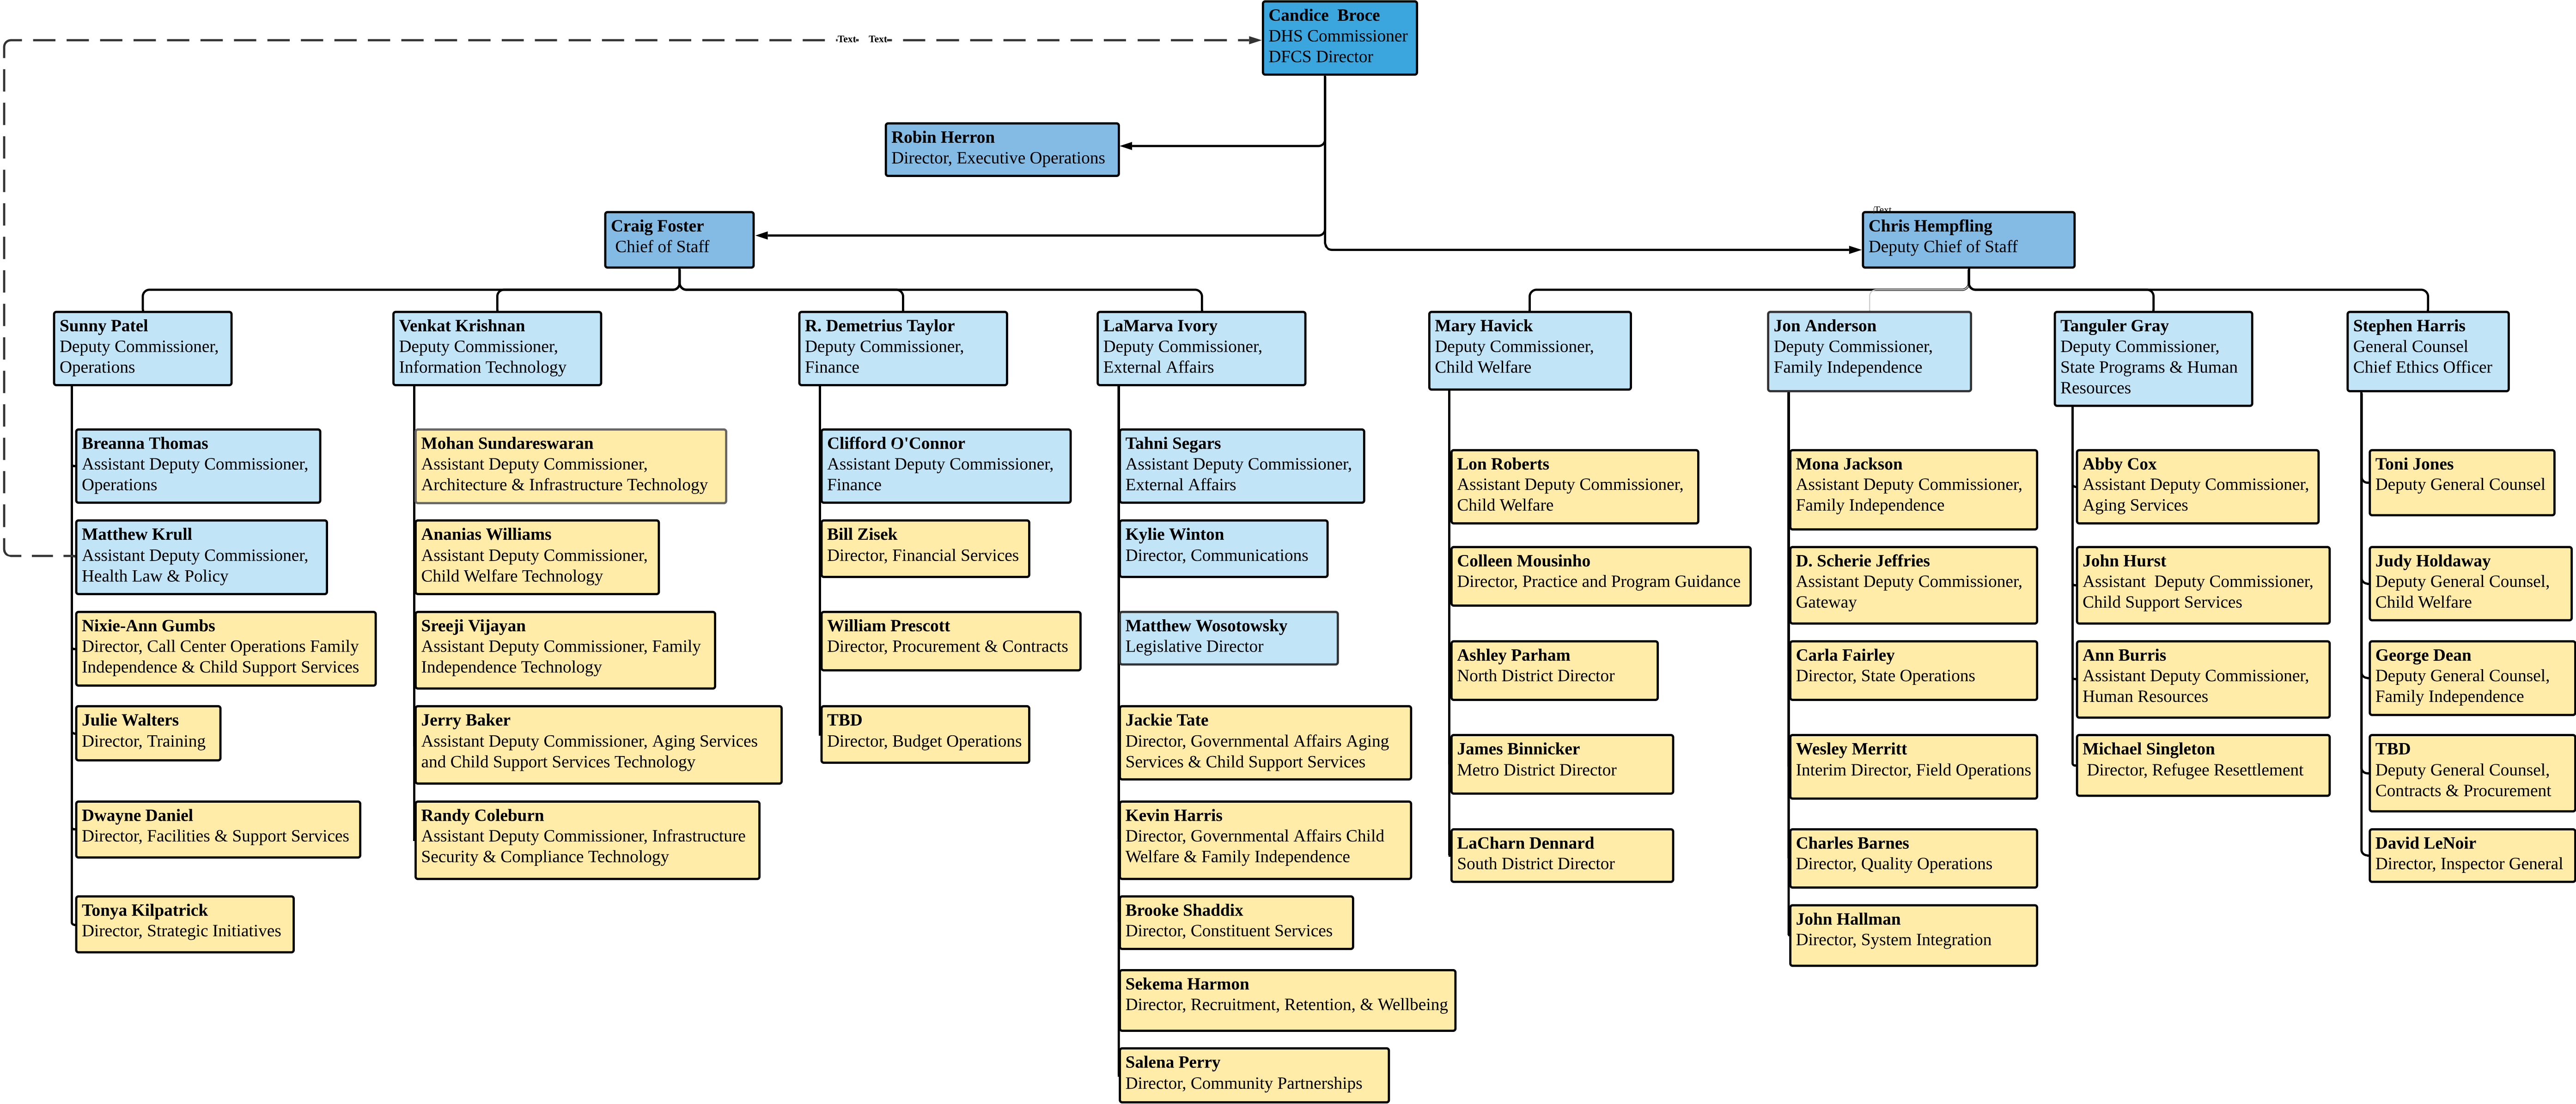 Candice  Broce
DHS Commissioner
DFCS Director
Text
Text
Robin Herron
Director, Executive Operations
Craig Foster
Chief of Staff
Text
Chris Hempfling
Deputy Chief of Staff
Sunny Patel
Deputy Commissioner,
Operations
Breanna Thomas
Assistant Deputy Commissioner,
Operations
Matthew Krull
Assistant Deputy Commissioner,
Health Law & Policy
Nixie-Ann Gumbs
Director, Call Center Operations Family
Independence & Child Support Services
Julie Walters
Director, Training
Dwayne Daniel
Director, Facilities & Support Services
Tonya Kilpatrick
Director, Strategic Initiatives
Venkat Krishnan
Deputy Commissioner,
Information Technology
Mohan Sundareswaran
Assistant Deputy Commissioner,
Architecture & Infrastructure Technology
Ananias Williams
Assistant Deputy Commissioner,
Child Welfare Technology
Sreeji Vijayan
Assistant Deputy Commissioner, Family
Independence Technology
Jerry Baker
Assistant Deputy Commissioner, Aging Services
and Child Support Services Technology
Randy Coleburn
Assistant Deputy Commissioner, Infrastructure
Security & Compliance Technology
R. Demetrius Taylor
Deputy Commissioner,
Finance
Clifford O'Connor
Assistant Deputy Commissioner,
Finance
Bill Zisek
Director, Financial Services
William Prescott
Director, Procurement & Contracts
TBD
Director, Budget Operations
LaMarva Ivory
Deputy Commissioner,
External Affairs
Tahni Segars
Assistant Deputy Commissioner,
External Affairs
Kylie Winton
Director, Communications
Matthew Wosotowsky
Legislative Director
Jackie Tate
Director, Governmental Affairs Aging
Services & Child Support Services
Kevin Harris
Director, Governmental Affairs Child
Welfare & Family Independence
Brooke Shaddix
Director, Constituent Services
Sekema Harmon
Director, Recruitment, Retention, & Wellbeing
Salena Perry
Director, Community Partnerships
Mary Havick
Deputy Commissioner,
Child Welfare
Lon Roberts
Assistant Deputy Commissioner,
Child Welfare
Colleen Mousinho
Director, Practice and Program Guidance
Ashley Parham
North District Director
James Binnicker
Metro District Director
LaCharn Dennard
South District Director
Jon Anderson
Deputy Commissioner,
Family Independence
Mona Jackson
Assistant Deputy Commissioner,
Family Independence
D. Scherie Jeffries
Assistant Deputy Commissioner,
Gateway
Carla Fairley
Director, State Operations
Wesley Merritt
Interim Director, Field Operations
Charles Barnes
Director, Quality Operations
John Hallman
Director, System Integration
Tanguler Gray
Deputy Commissioner,
State Programs & Human
Resources
Abby Cox
Assistant Deputy Commissioner,
Aging Services
John Hurst
Assistant  Deputy Commissioner,
Child Support Services
Ann Burris
Assistant Deputy Commissioner,
Human Resources
Michael Singleton
Director, Refugee Resettlement
Stephen Harris
General Counsel
Chief Ethics Officer
Toni Jones
Deputy General Counsel
Judy Holdaway
Deputy General Counsel,
Child Welfare
George Dean
Deputy General Counsel,
Family Independence
TBD
Deputy General Counsel,
Contracts & Procurement
David LeNoir
Director, Inspector General